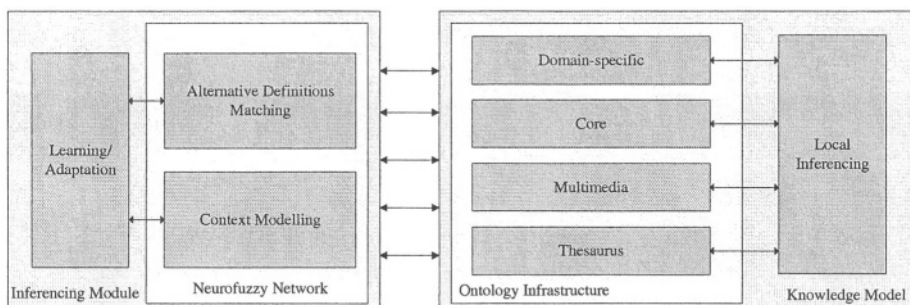 Learning/
Adaptation
Alternative Definitions
Matching
Context Modelling
Inferencing Module
Neurofuzzy Network
Domain-specific
Core
Multimedia
Thesaurus
Local
Inferencing
Ontology Infrastructure
Knowledge Model